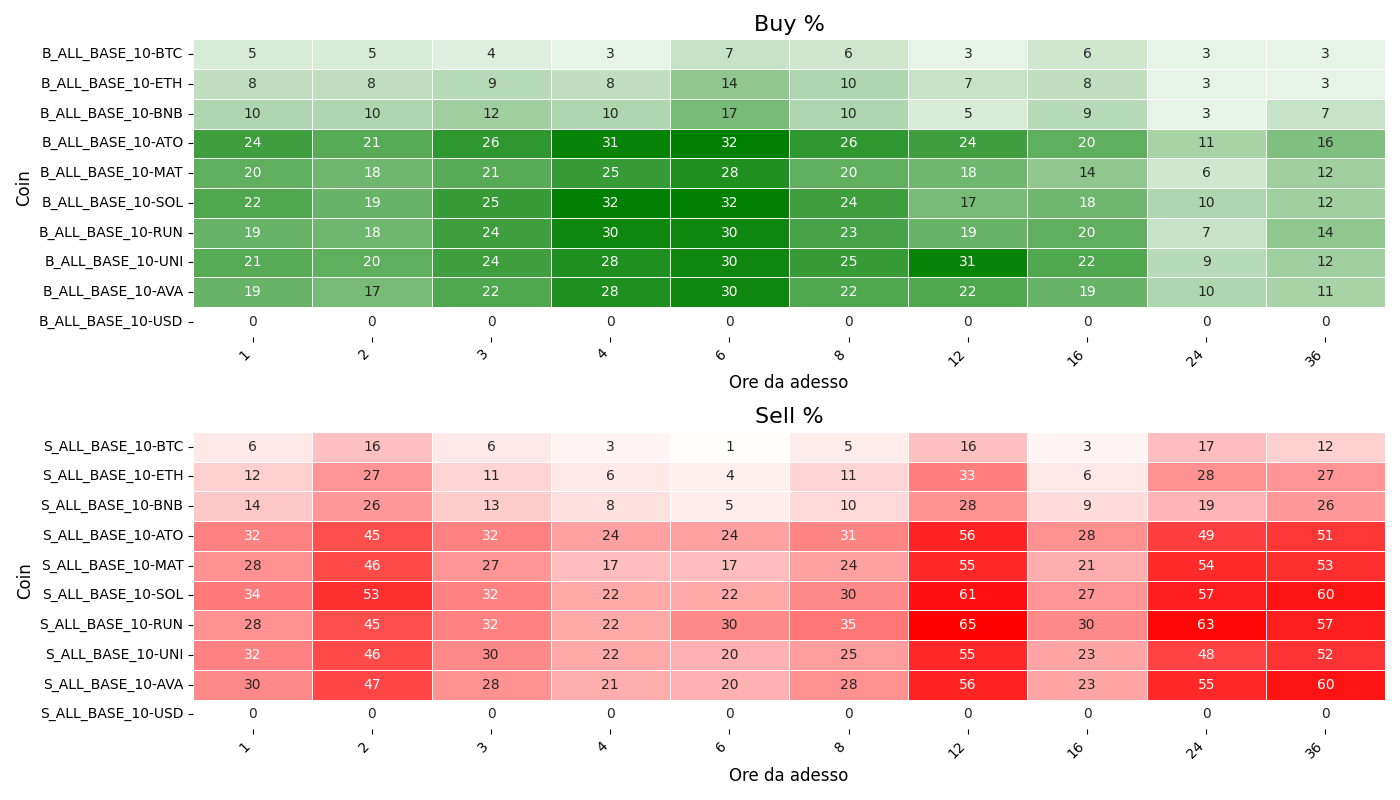 Buy %
B_ALL_BASE_10-BTC 5 5 4 3 7 6 3 6 3 3
B_ALL_BASE_10-ETH 8 8 9 8 14 10 7 8 3 3
B_ALL_BASE_10-BNB 10 10 12 10 17 10 5 9 3 7
B_ALL_BASE_10-ATO 24 21 26 31 32 26 24 20 11 16
B_ALL_BASE_10-MAT 20 18 21 25 28 20 18 14 6 12
Coin
B_ALL_BASE_10-SOL 22 19 25 32 32 24 17 18 10 12
B_ALL_BASE_10-RUN 19 18 24 30 30 23 19 20 7 14
B_ALL_BASE_10-UNI 21 20 24 28 30 25 31 22 9 12
B_ALL_BASE_10-AVA 19 17 22 28 30 22 22 19 10 11
B_ALL_BASE_10-USD 0 0 0 0 0 0 0 0 0 0
1 2 3 4 6 8 12 16 24 36
Ore da adesso
Sell %
S_ALL_BASE_10-BTC 6 16 6 3 1 5 16 3 17 12
S_ALL_BASE_10-ETH 12 27 11 6 4 11 33 6 28 27
S_ALL_BASE_10-BNB 14 26 13 8 5 10 28 9 19 26
S_ALL_BASE_10-ATO 32 45 32 24 24 31 56 28 49 51
S_ALL_BASE_10-MAT 28 46 27 17 17 24 55 21 54 53
Coin
S_ALL_BASE_10-SOL 34 53 32 22 22 30 61 27 57 60
S_ALL_BASE_10-RUN 28 45 32 22 30 35 65 30 63 57
S_ALL_BASE_10-UNI 32 46 30 22 20 25 55 23 48 52
S_ALL_BASE_10-AVA 30 47 28 21 20 28 56 23 55 60
S_ALL_BASE_10-USD 0 0 0 0 0 0 0 0 0 0
1 2 3 4 6 8 12 16 24 36
Ore da adesso